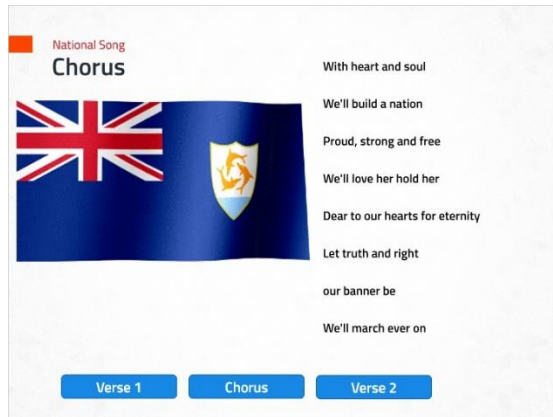 National Song
Chorus
With heart and soul
We'll build a nation
Proud, strong and free
We'll love her hold her
Dear to our hearts for eternity
Let truth and right
our banner be
We'll march ever on
Verse 1
Chorus
Verse 2